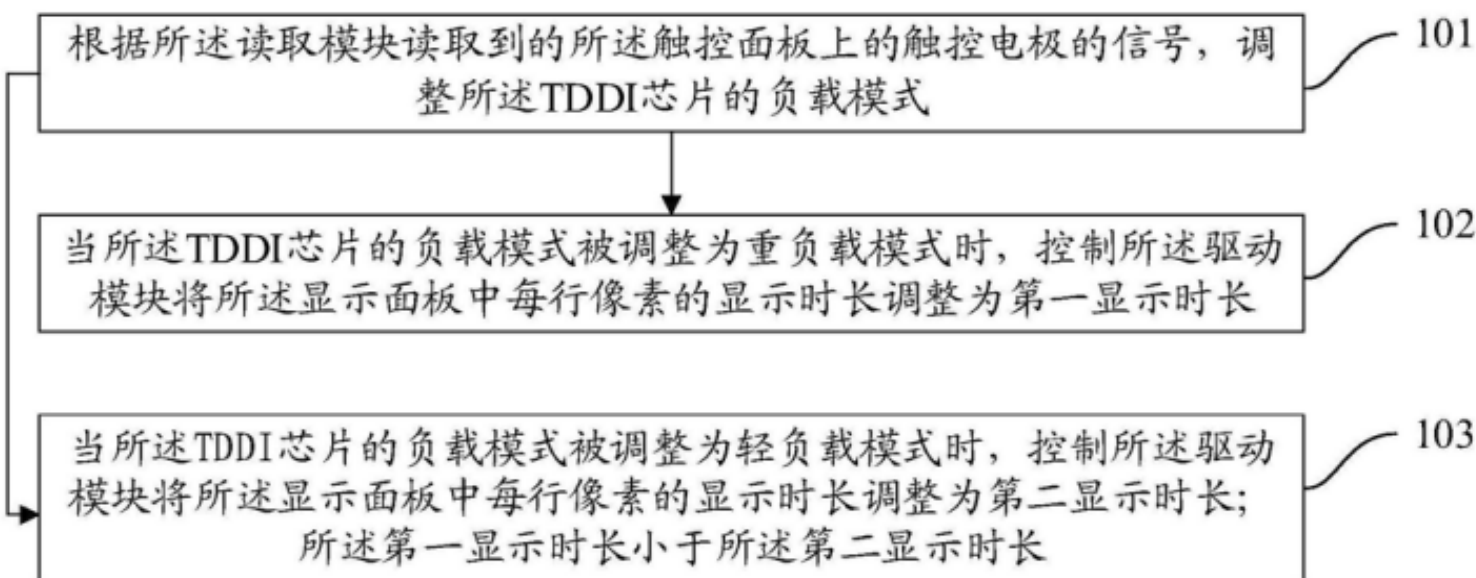 根据所述读取模块读取到的所述触控面板上的触控电极的信号，调
整所述TDDI芯片的负载模式
101
当所述TDDI芯片的负载模式被调整为重负载模式时，控制所述驱动
模块将所述显示面板中每行像素的显示时长调整为第一显示时长
102
当所述TDDI芯片的负载模式被调整为轻负载模式时，控制所述驱动
模块将所述显示面板中每行像素的显示时长调整为第二显示时长；
所述第一显示时长小于所述第二显示时长
103